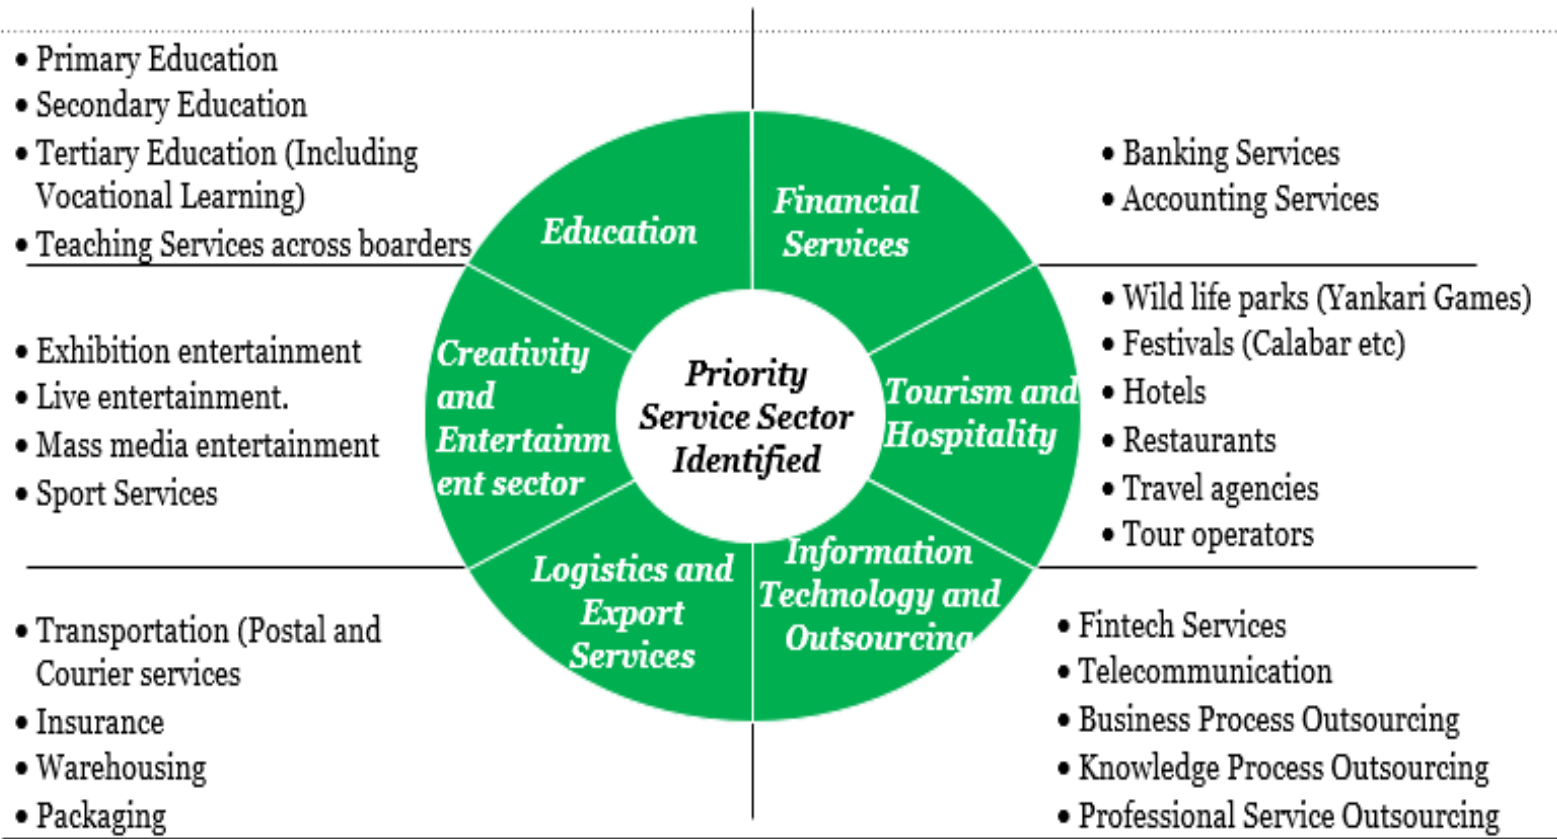 • Primary Education
• Secondary Education
• Tertiary Education (Including
Vocational Learning)
• Teaching Services across boarders
Education
Financial
Services
• Banking Services
• Accounting Services
• Exhibition entertainment
• Live entertainment.
• Mass media entertainment
• Sport Services
Creativity
and
Entertainm
ent sector
Priority
Service Sector
Identified
Tourism and
Hospitality
• Wild life parks (Yankari Games)
• Festivals (Calabar etc)
• Hotels
• Restaurants
• Travel agencies
• Tour operators
• Transportation (Postal and
Courier services
• Insurance
• Warehousing
• Packaging
Logistics and
Export
Services
Information
Technology and
Outsourcing
• Fintech Services
• Telecommunication
• Business Process Outsourcing
• Knowledge Process Outsourcing
• Professional Service Outsourcing